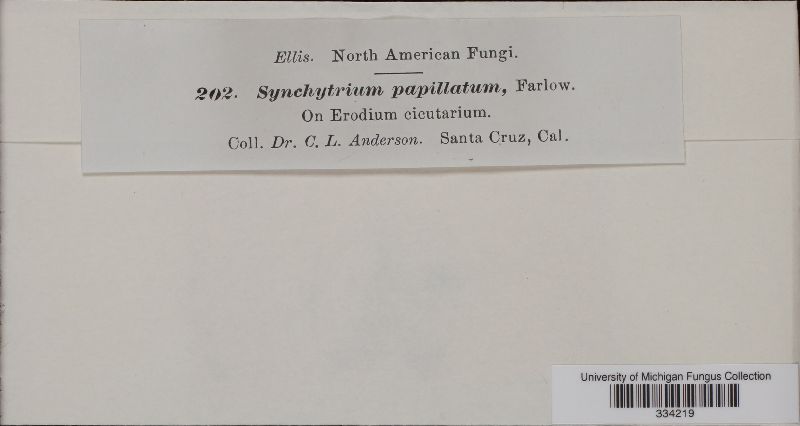 Ellis. North American Fungi.
202. Synchytrium papillatum, Farlow.
On Erodium cicutarium.
Coll. Dr. C. L. Anderson. Santa Cruz, Cal.
University of Michigan Fungus Collection
334219